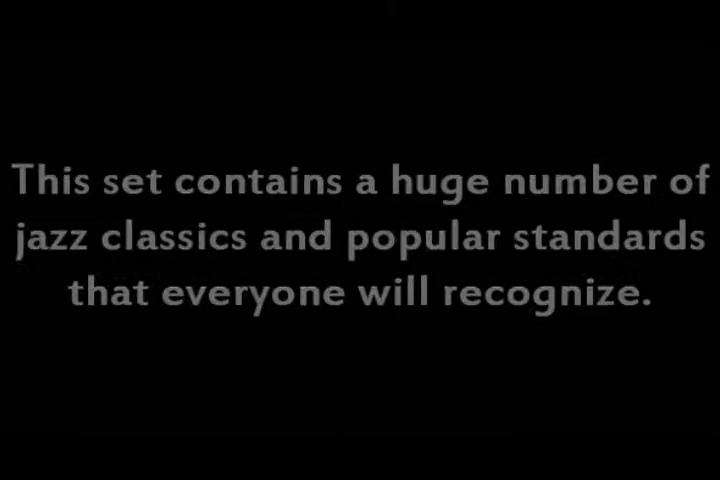 This set contains a huge number of
jazz classics and popular standards
that everyone will recognize.